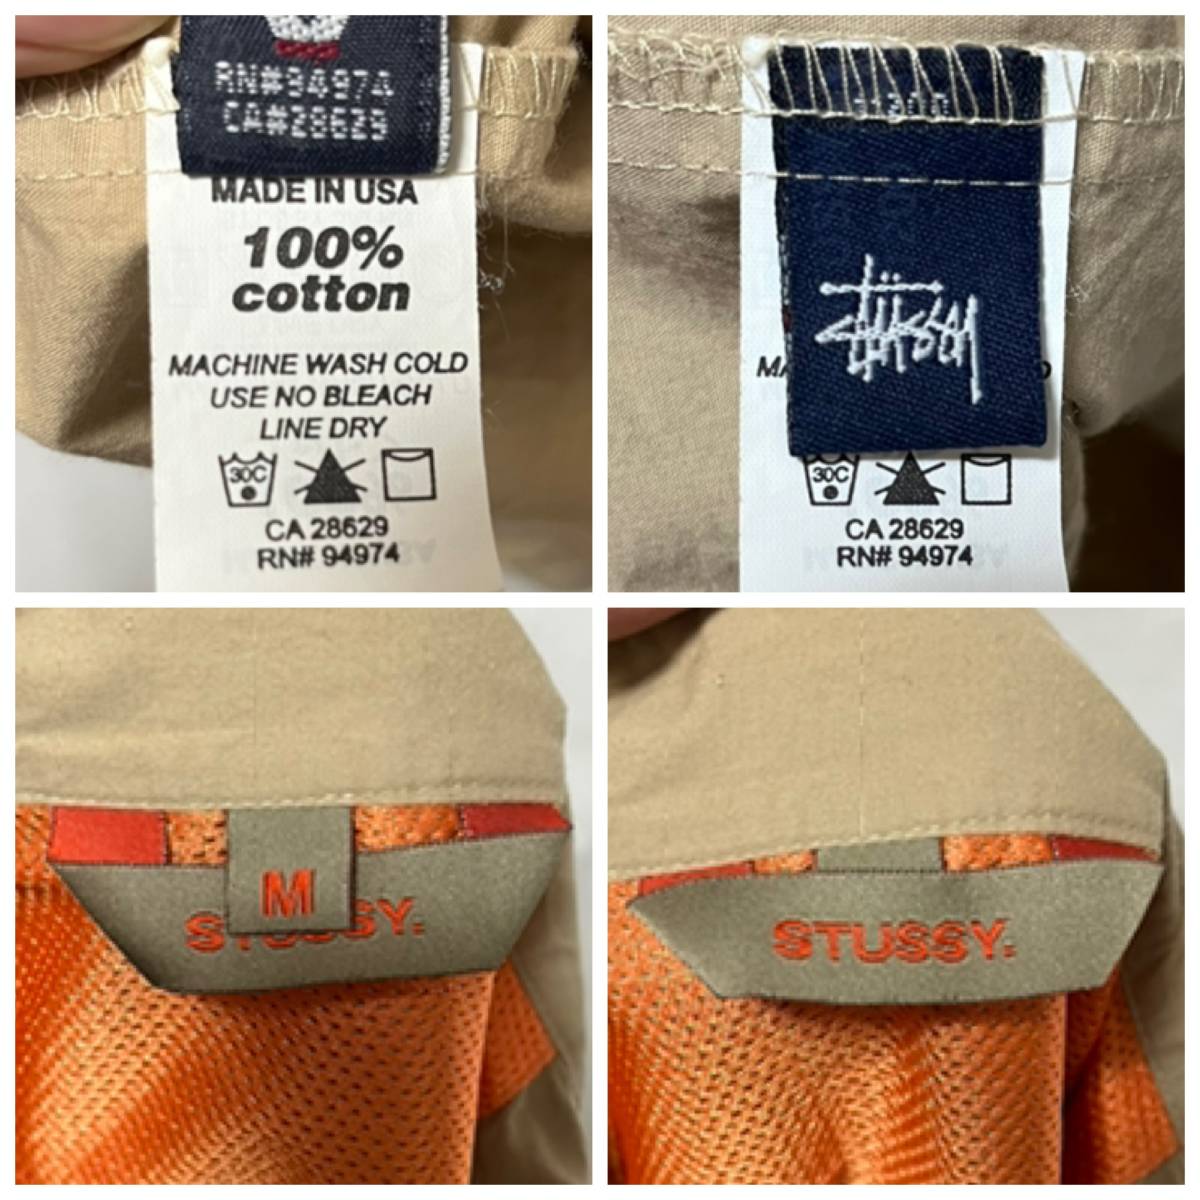 RN#94974
CA#28629
MADE IN USA
100%
cotton
MACHINE WASH COLD
USE NO BLEACH
LINE DRY
30C
CA 28629
RN# 94974
Stüssy
MA
D
30C
CA 28629
RN# 94974
M
STUSSY.
STUSSY.